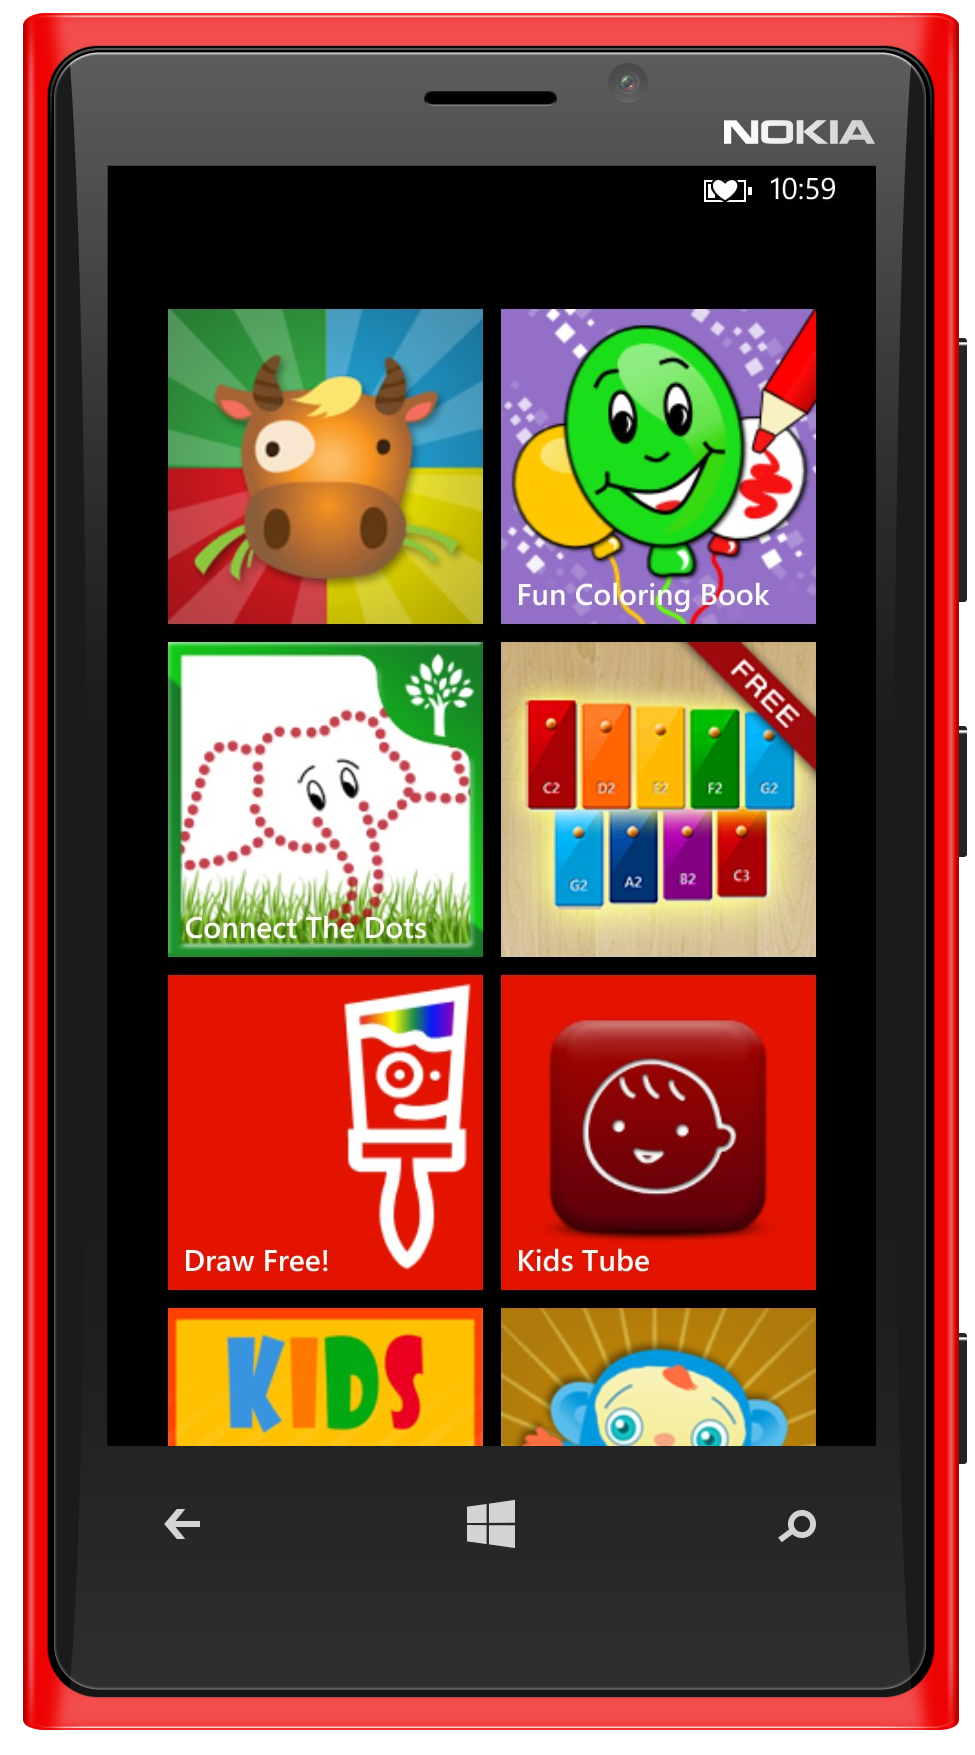 NOKIA
10:59
Fun Coloring Book
FREE
C2 D2 E2 F2 G2
G2 A2 B2 C3
Connect The Dots
Draw Free!
Kids Tube
KIDS